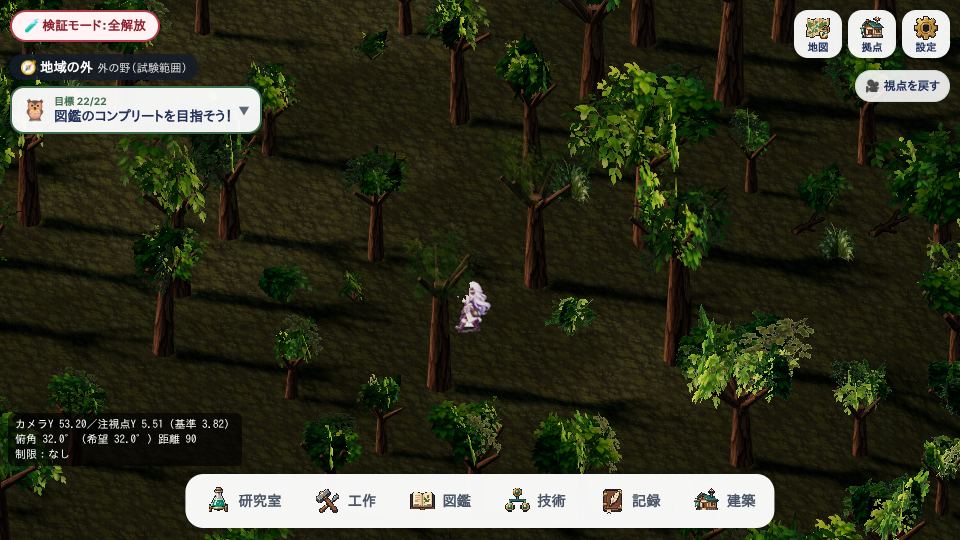 検証モード:全解放
地域の外 外の野(試験範囲)
目標 22/22
図鑑のコンプリートを目指そう!
地図
拠点
設定
視点を戻す
カメラY 53.20/注視点Y 5.51 (基準 3.82)
俯角 32.0° (希望 32.0°) 距離 90
制限:なし
研究室
工作
図鑑
技術
記録
建築